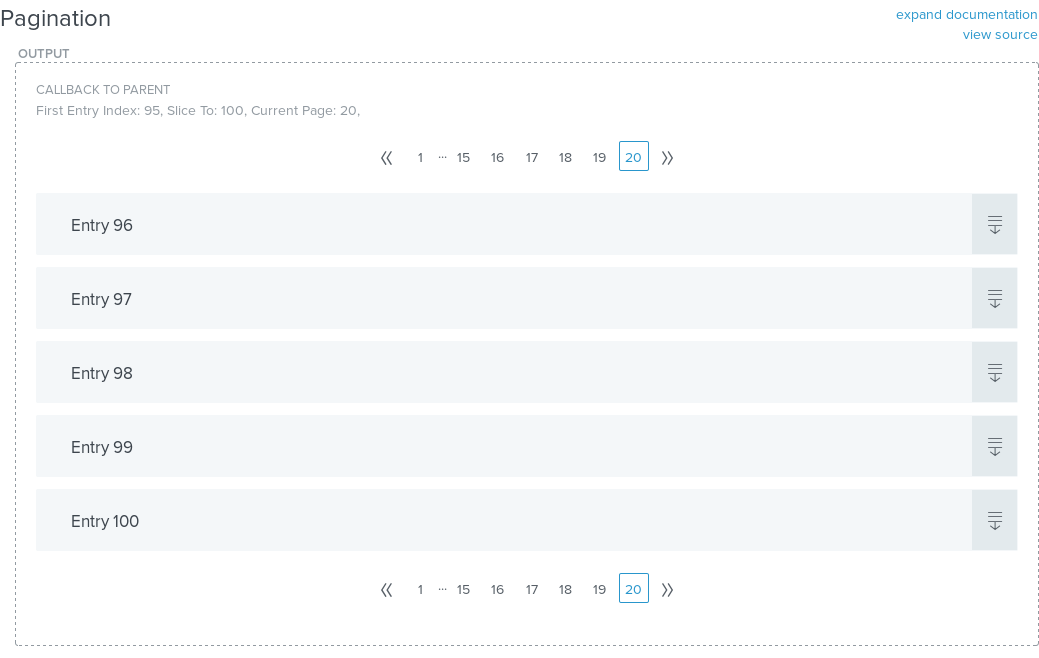 Pagination
expand documentation
view source
OUTPUT
CALLBACK TO PARENT
First Entry Index: 95, Slice To: 100, Current Page: 20,
« 1 ... 15 16 17 18 19 20 »
Entry 96
Entry 97
Entry 98
Entry 99
Entry 100
« 1 ... 15 16 17 18 19 20 »